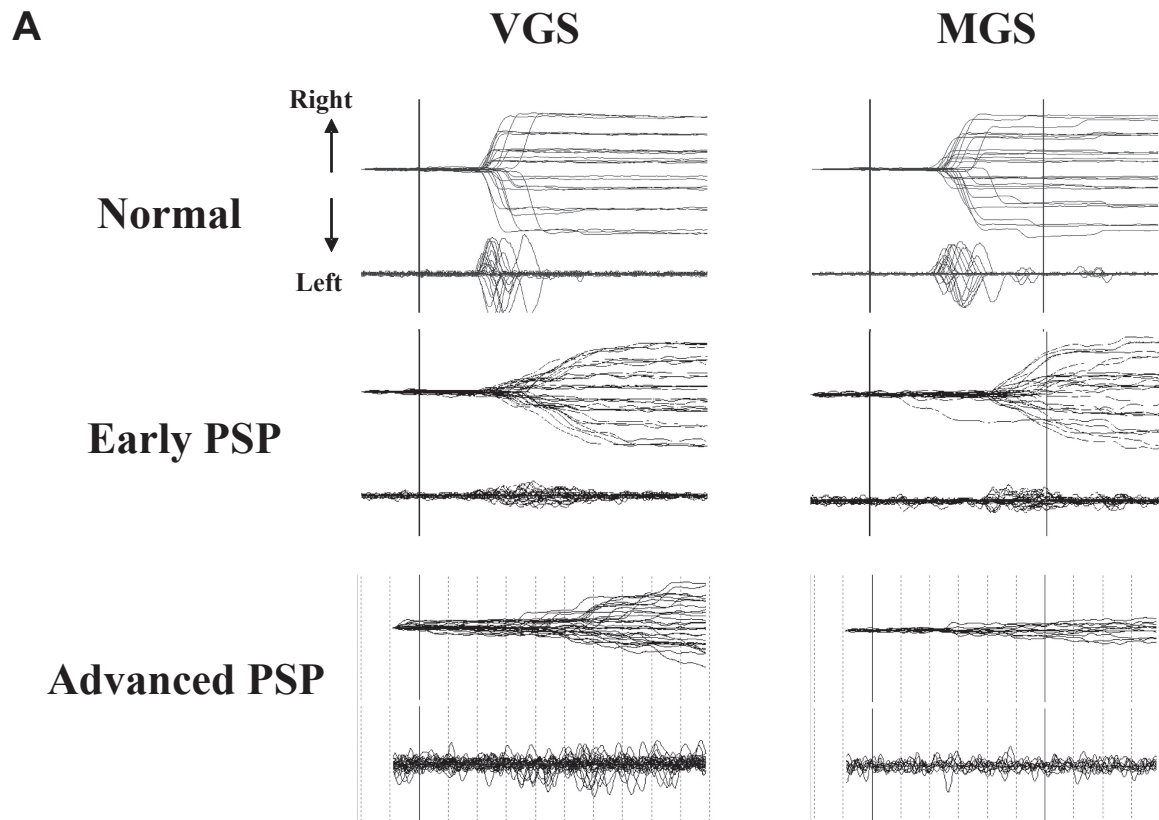 A
VGS
MGS
Right
Normal
Left
Early PSP
Advanced PSP